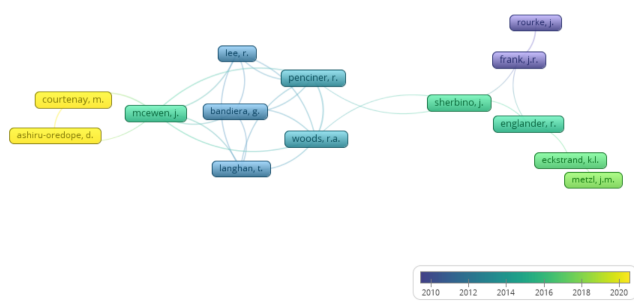 rourke, j.
lee, r.
frank, j.r.
penciner, r.
courtenay, m.
sherbino, j.
mcewen, j.
bandiera, g.
englander, r.
ashiru-oredope, d.
woods, r.a.
eckstrand, k.l.
langhan, t.
metzl, j.m.
2010 2012 2014 2016 2018 2020